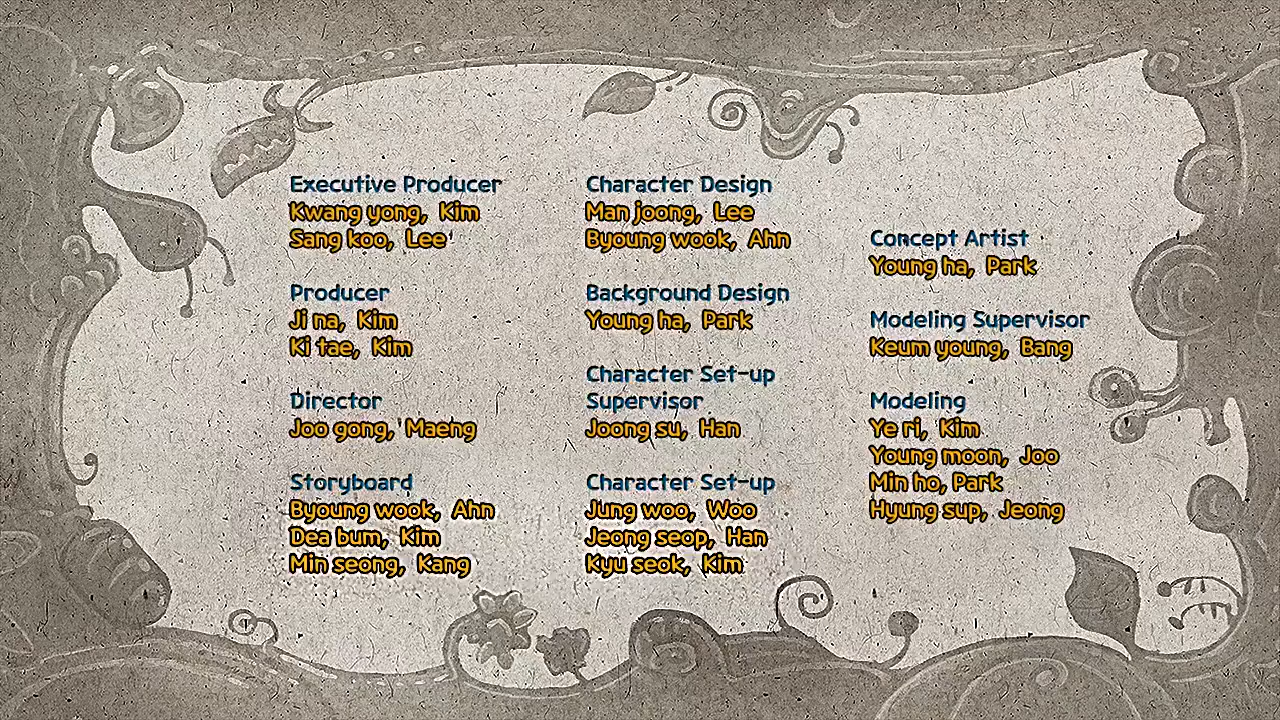 Executive Producer
Kwang yong, Kim
Sang koo, Lee
Producer
Ji na, Kim
Ki tae, Kim
Director
Joo gong, Maeng
Storyboard
Byoung wook, Ahn
Dea bum, Kim
Min seong, Kang
Character Design
Man joong, Lee
Byoung wook, Ahn
Background Design
Young ha, Park
Character Set-up
Supervisor
Joong su, Han
Character Set-up
Jung woo, Woo
Jeong seop, Han
Kyu seok, Kim
Concept Artist
Young ha, Park
Modeling Supervisor
Keum young, Bang
Modeling
Ye ri, Kim
Young moon, Joo
Min ho, Park
Hyung sup, Jeong